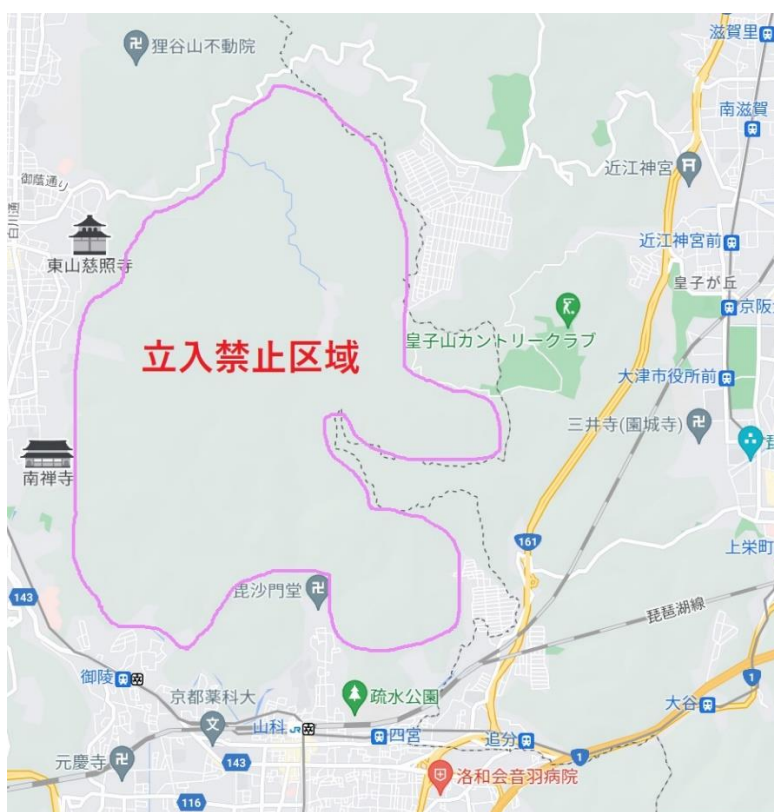 狸谷山不動院
滋賀里
南滋賀
近江神宮
御蔭通り
白川通
東山慈照寺
近江神宮前
皇子が丘
京阪
皇子山カントリークラブ
立入禁止区域
大津市役所前
三井寺(園城寺)
南禅寺
161
上栄町
143
毘沙門堂
琵琶湖線
御陵
京都薬科大
疏水公園
1
大谷
山科
JR
四宮
追分
元慶寺
143
1
洛和会音羽病院
116